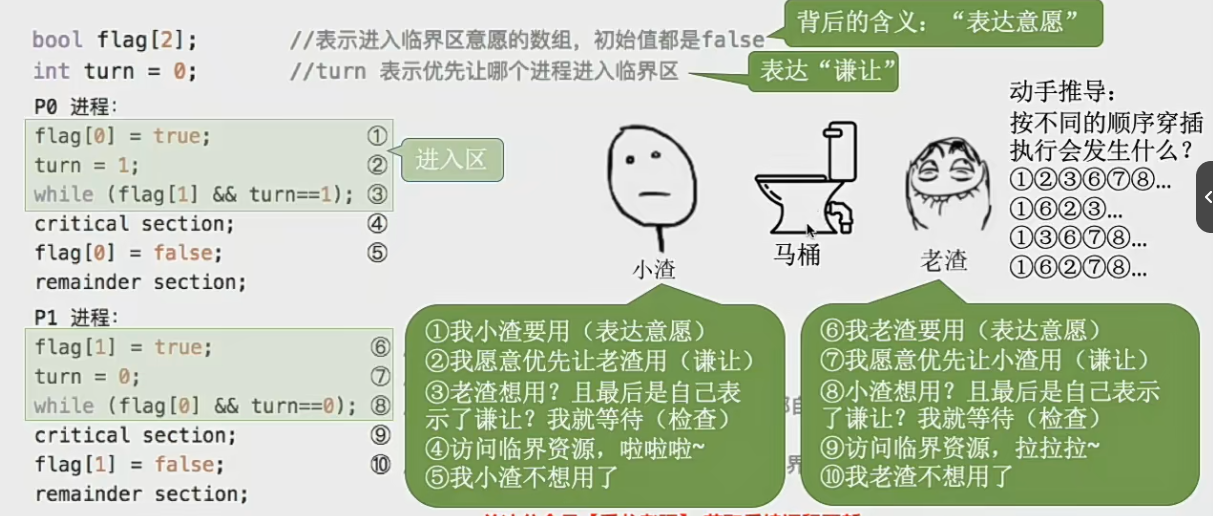 bool flag[2]; //表示进入临界区意愿的数组，初始值都是false
背后的含义：“表达意愿”
int turn = 0; //turn 表示优先让哪个进程进入临界区
表达“谦让”
P0 进程：
flag[0] = true; ①
turn = 1; ②
while (flag[1] && turn==1); ③
critical section; ④
flag[0] = false; ⑤
remainder section;
进入区
P1 进程：
flag[1] = true; ⑥
turn = 0; ⑦
while (flag[0] && turn==0); ⑧
critical section; ⑨
flag[1] = false; ⑩
remainder section;
小渣
马桶
老渣
动手推导：
按不同的顺序穿插
执行会发生什么？
①②③⑥⑦⑧...
①⑥②③...
①③⑥⑦⑧...
①⑥②⑦⑧...
①我小渣要用（表达意愿）
②我愿意优先让老渣用（谦让）
③老渣想用？且最后是自己表
示了谦让？我就等待（检查）
④访问临界资源，啦啦啦~
⑤我小渣不想用了
⑥我老渣要用（表达意愿）
⑦我愿意优先让小渣用（谦让）
⑧小渣想用？且最后是自己表示
了谦让？我就等待（检查）
⑨访问临界资源，拉拉拉~
⑩我老渣不想用了